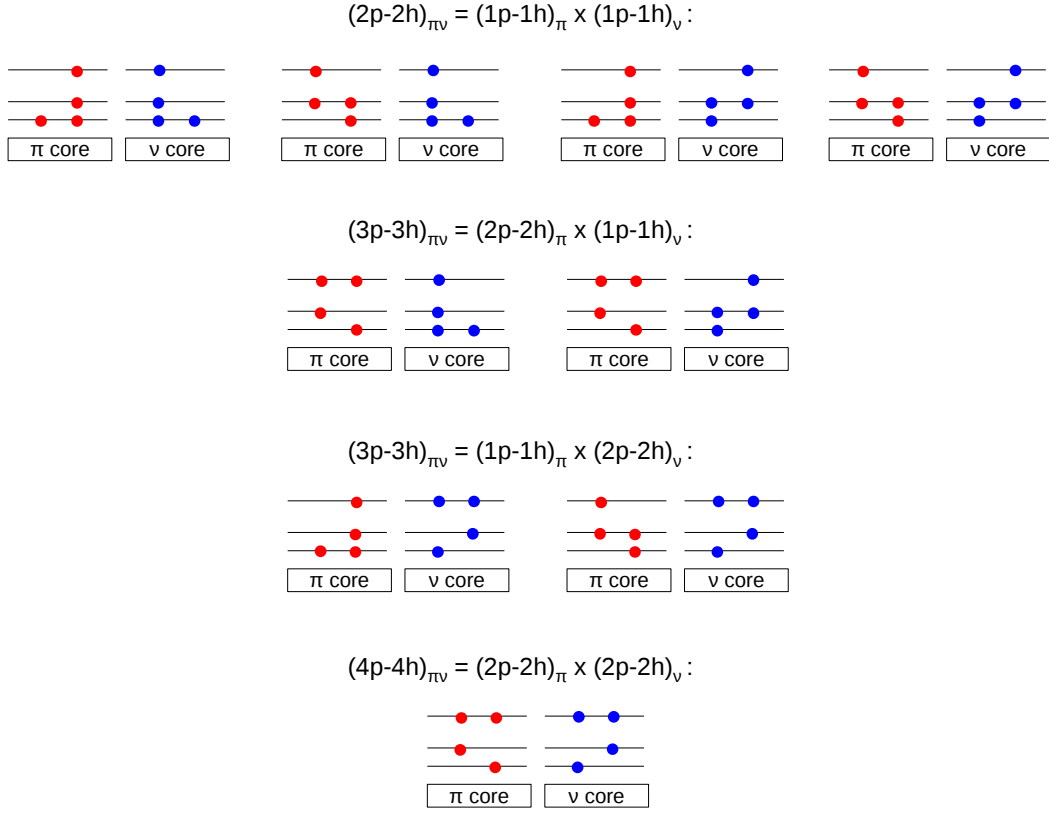 (2p-2h)πν = (1p-1h)π x (1p-1h)ν :
π core ν core π core ν core π core ν core π core ν core
(3p-3h)πν = (2p-2h)π x (1p-1h)ν :
π core ν core π core ν core
(3p-3h)πν = (1p-1h)π x (2p-2h)ν :
π core ν core π core ν core
(4p-4h)πν = (2p-2h)π x (2p-2h)ν :
π core ν core